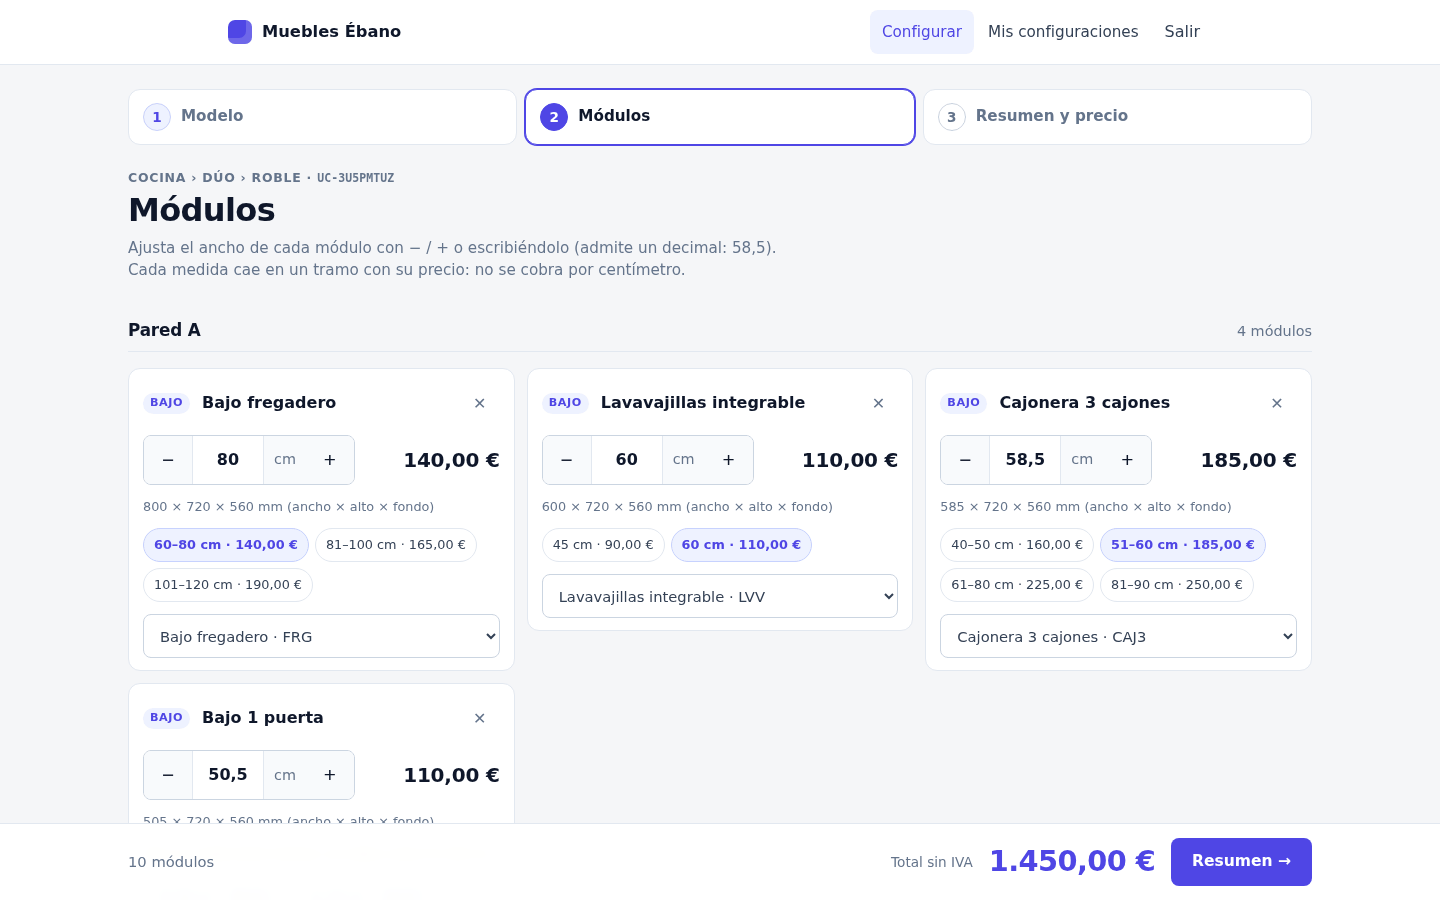 Muebles Ébano
Configurar
Mis configuraciones
Salir
1 Modelo
2 Módulos
3 Resumen y precio
COCINA › DÚO › ROBLE · UC-3U5PMTUZ
Módulos
Ajusta el ancho de cada módulo con − / + o escribiéndolo (admite un decimal: 58,5).
Cada medida cae en un tramo con su precio: no se cobra por centímetro.
Pared A
4 módulos
BAJO Bajo fregadero ×
− 80 cm + 140,00 €
800 × 720 × 560 mm (ancho × alto × fondo)
60–80 cm · 140,00 € 81–100 cm · 165,00 €
101–120 cm · 190,00 €
Bajo fregadero · FRG
BAJO Lavavajillas integrable ×
− 60 cm + 110,00 €
600 × 720 × 560 mm (ancho × alto × fondo)
45 cm · 90,00 € 60 cm · 110,00 €
Lavavajillas integrable · LVV
BAJO Cajonera 3 cajones ×
− 58,5 cm + 185,00 €
585 × 720 × 560 mm (ancho × alto × fondo)
40–50 cm · 160,00 € 51–60 cm · 185,00 €
61–80 cm · 225,00 € 81–90 cm · 250,00 €
Cajonera 3 cajones · CAJ3
BAJO Bajo 1 puerta ×
− 50,5 cm + 110,00 €
505 × 720 × 560 mm (ancho × alto × fondo)
10 módulos
Total sin IVA 1.450,00 €
Resumen →